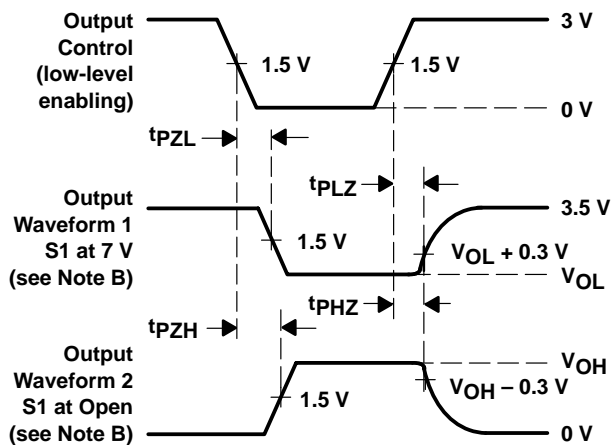 Output
Control
(low-level
enabling)
3 V
1.5 V
1.5 V
0 V
tPZL
tPLZ
Output
Waveform 1
S1 at 7 V
(see Note B)
3.5 V
1.5 V
VOL + 0.3 V
VOL
tPHZ
tPZH
Output
Waveform 2
S1 at Open
(see Note B)
VOH
1.5 V
VOH – 0.3 V
0 V